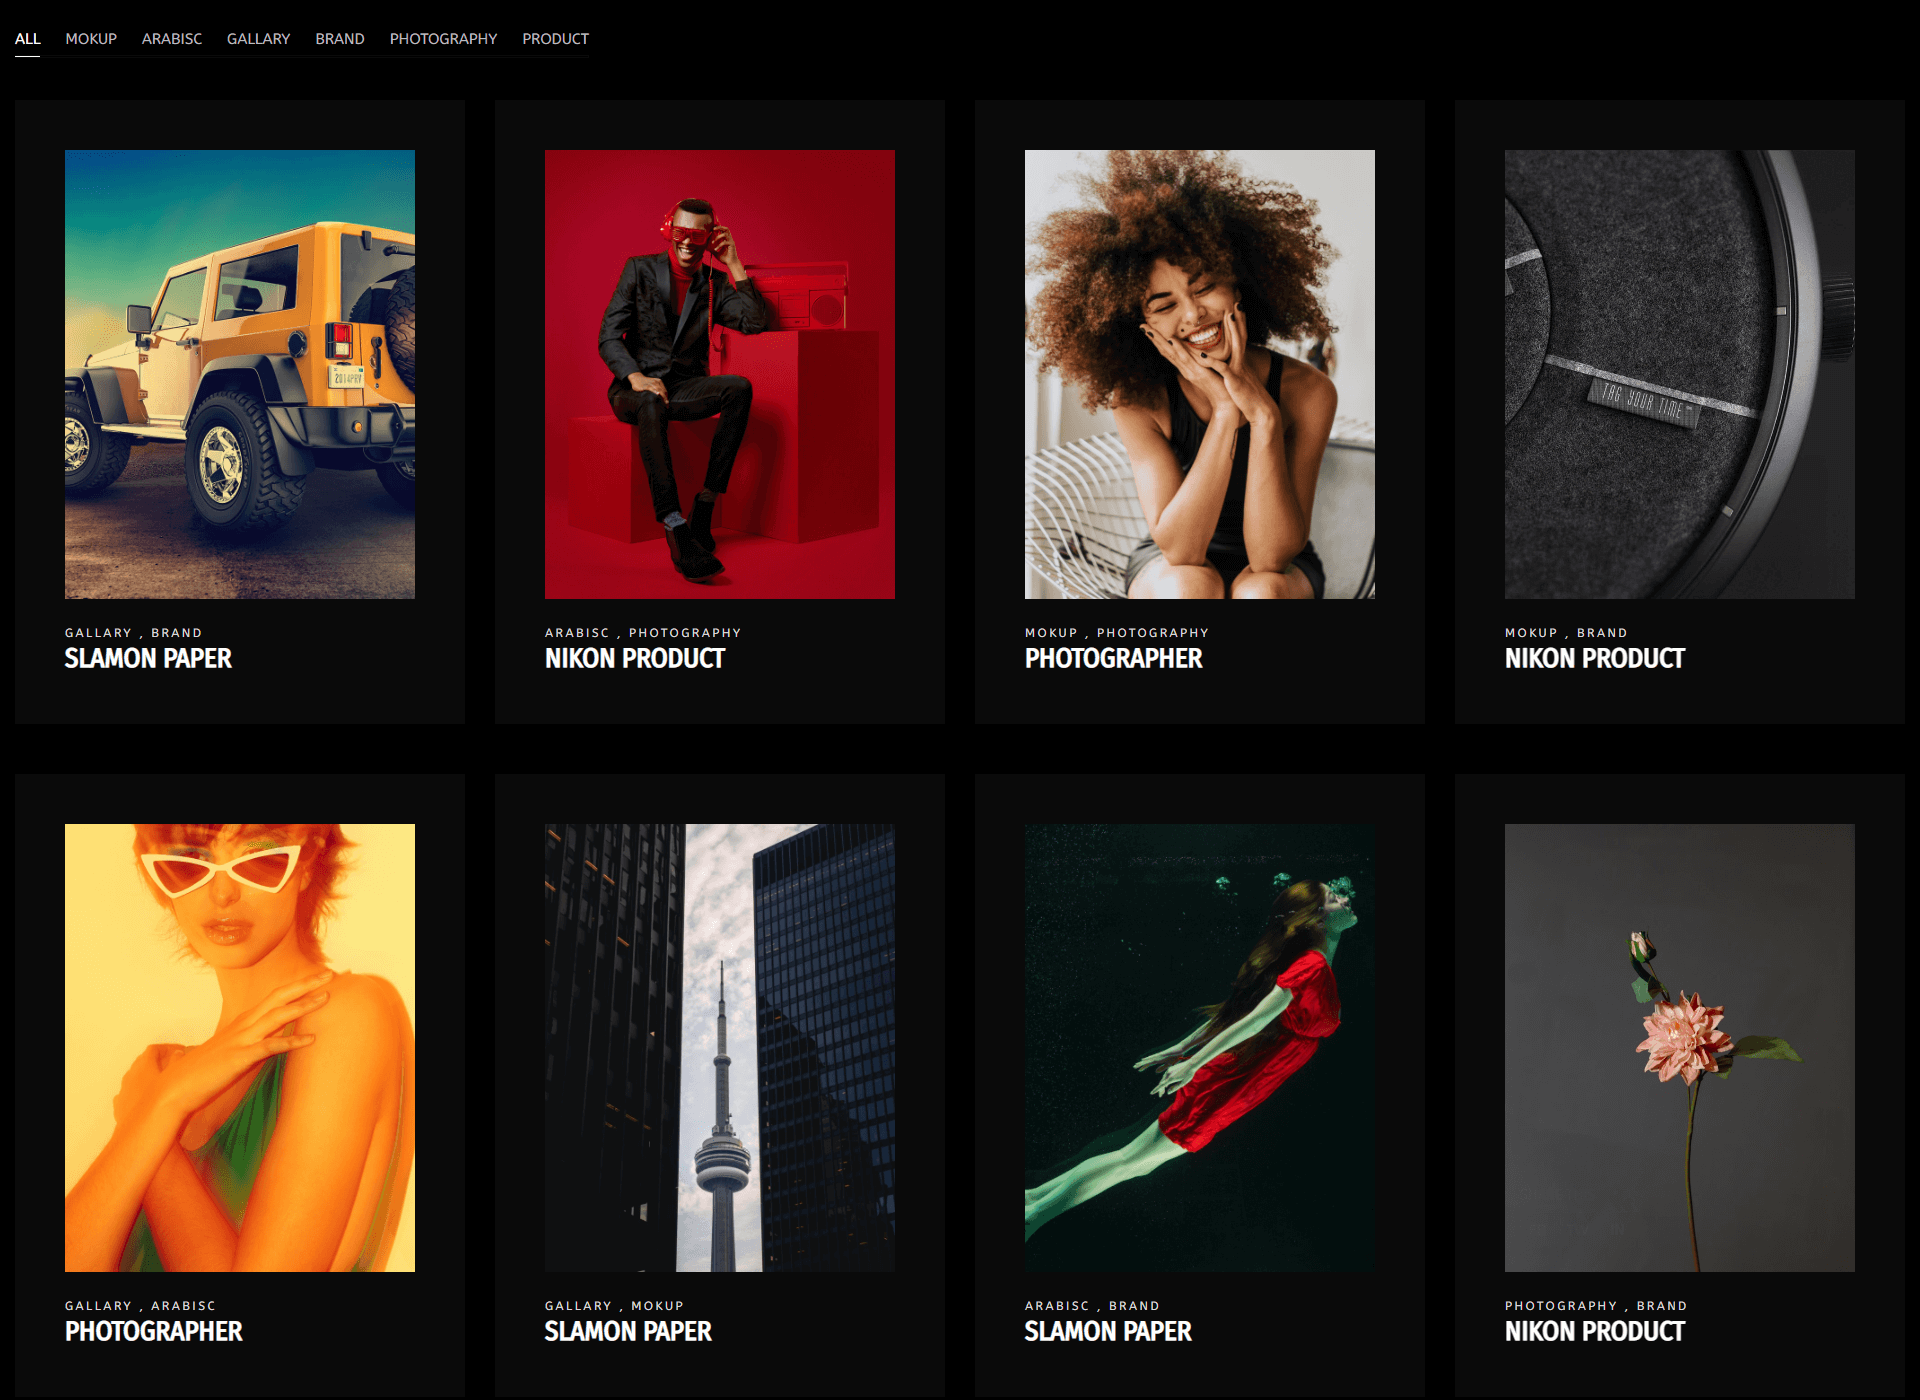 ALL MOKUP ARABISC GALLARY BRAND PHOTOGRAPHY PRODUCT
2014PRV
TAG YOUR TIME™
GALLARY , BRAND
SLAMON PAPER
ARABISC , PHOTOGRAPHY
NIKON PRODUCT
MOKUP , PHOTOGRAPHY
PHOTOGRAPHER
MOKUP , BRAND
NIKON PRODUCT
GALLARY , ARABISC
PHOTOGRAPHER
GALLARY , MOKUP
SLAMON PAPER
ARABISC , BRAND
SLAMON PAPER
PHOTOGRAPHY , BRAND
NIKON PRODUCT